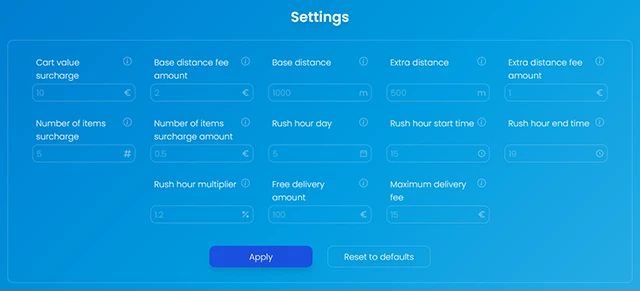 Settings
Cart value surcharge
10 €
Base distance fee amount
2 €
Base distance
1000 m
Extra distance
500 m
Extra distance fee amount
1 €
Number of items surcharge
5 #
Number of items surcharge amount
0.5 €
Rush hour day
5
Rush hour start time
15
Rush hour end time
19
Rush hour multiplier
1.2 %
Free delivery amount
100 €
Maximum delivery fee
15 €
Apply
Reset to defaults